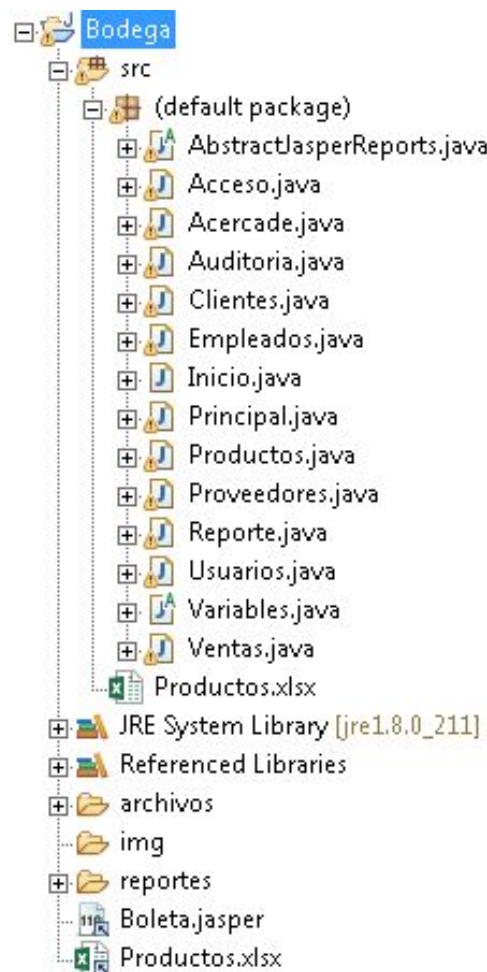 Bodega
src
(default package)
AbstractJasperReports.java
Acceso.java
Acercade.java
Auditoria.java
Clientes.java
Empleados.java
Inicio.java
Principal.java
Productos.java
Proveedores.java
Reporte.java
Usuarios.java
Variables.java
Ventas.java
Productos.xlsx
JRE System Library [jre1.8.0_211]
Referenced Libraries
archivos
img
reportes
Boleta.jasper
Productos.xlsx